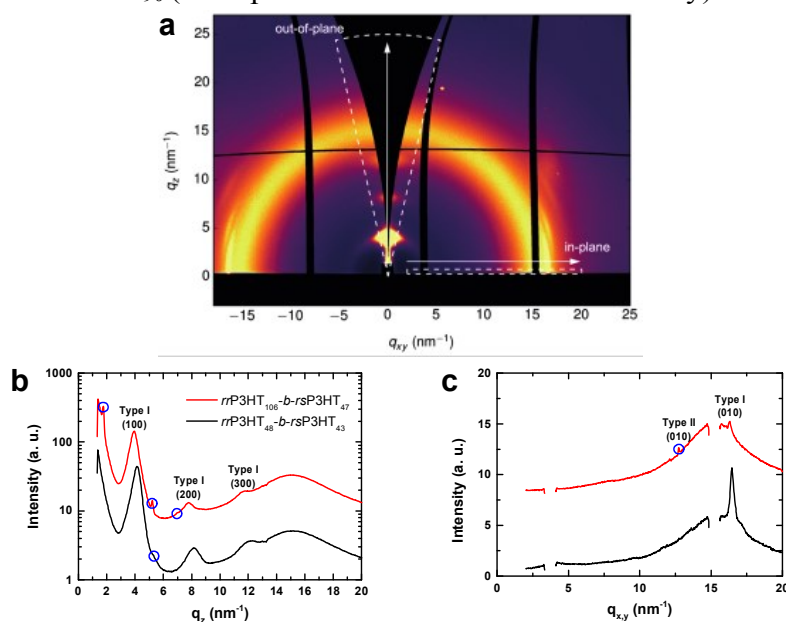 a
out-of-plane
in-plane
25
20
15
10
5
0
q_z (nm⁻¹)
−15
−10
−5
0
5
10
15
20
25
q_xy (nm⁻¹)
b
rrP3HT₁₀₆-b-rsP3HT₄₇
rrP3HT₄₈-b-rsP3HT₄₃
Type I
(100)
Type I
(200)
Type I
(300)
1000
100
10
1
Intensity (a. u.)
0 2 4 6 8 10 12 14 16 18 20
q_z (nm⁻¹)
c
Type II
(010)
Type I
(010)
20
15
10
5
0
Intensity (a. u.)
0 5 10 15 20
q_x,y (nm⁻¹)